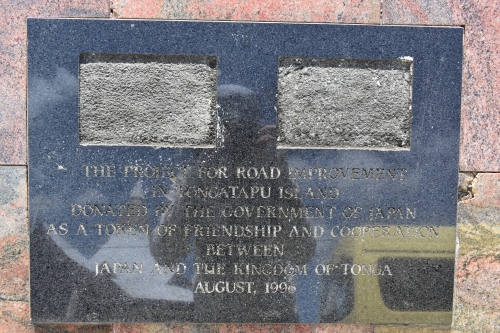 THE PROJECT FOR ROAD IMPROVEMENT
IN TONGATAPU ISLAND
DONATED BY THE GOVERNMENT OF JAPAN
AS A TOKEN OF FRIENDSHIP AND COOPERATION
BETWEEN
JAPAN AND THE KINGDOM OF TONGA
AUGUST, 1996